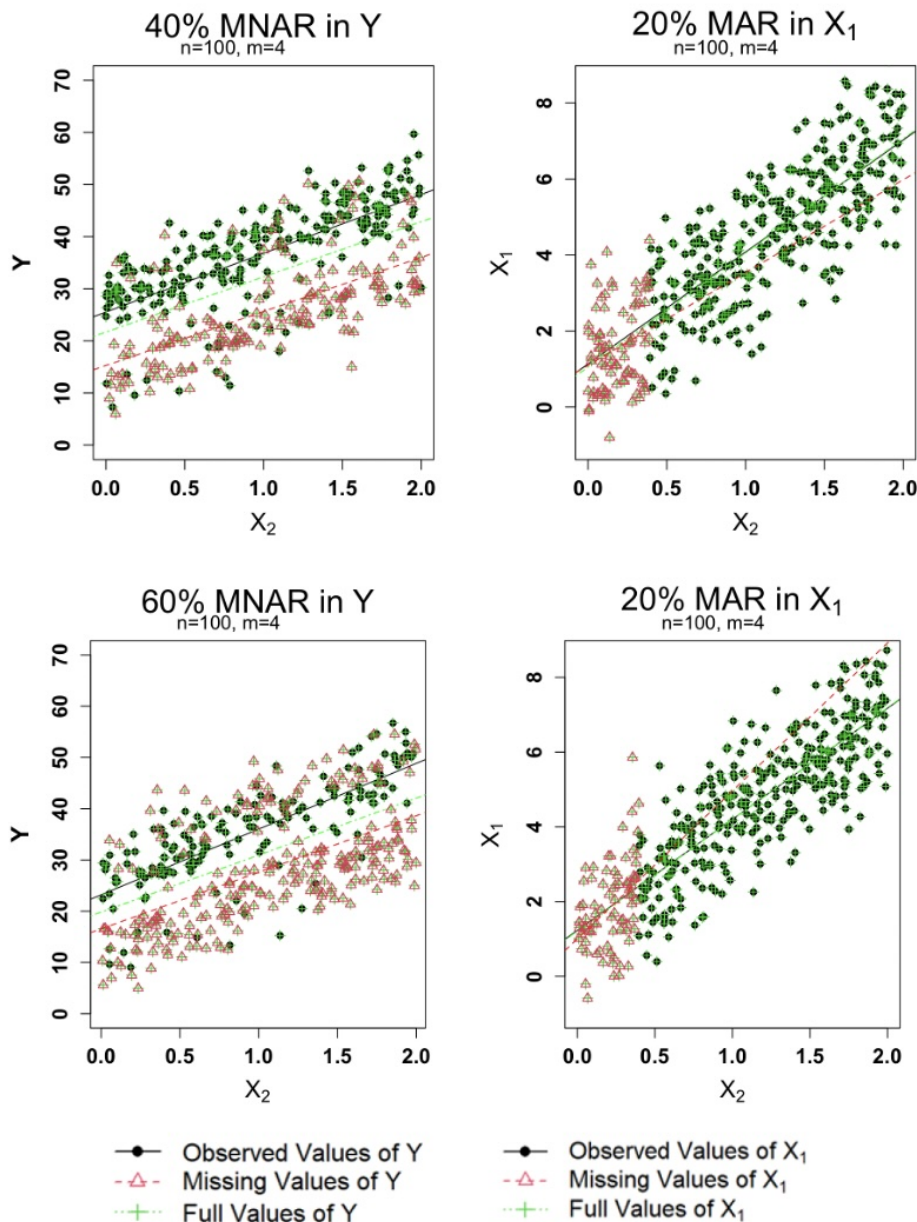 40% MNAR in Y
n=100, m=4
Y
70
60
50
40
30
20
10
0
0.0 0.5 1.0 1.5 2.0
X₂
20% MAR in X₁
n=100, m=4
X₁
8
6
4
2
0
0.0 0.5 1.0 1.5 2.0
X₂
60% MNAR in Y
n=100, m=4
Y
70
60
50
40
30
20
10
0
0.0 0.5 1.0 1.5 2.0
X₂
20% MAR in X₁
n=100, m=4
X₁
8
6
4
2
0
0.0 0.5 1.0 1.5 2.0
X₂
Observed Values of Y
Missing Values of Y
Full Values of Y
Observed Values of X₁
Missing Values of X₁
Full Values of X₁